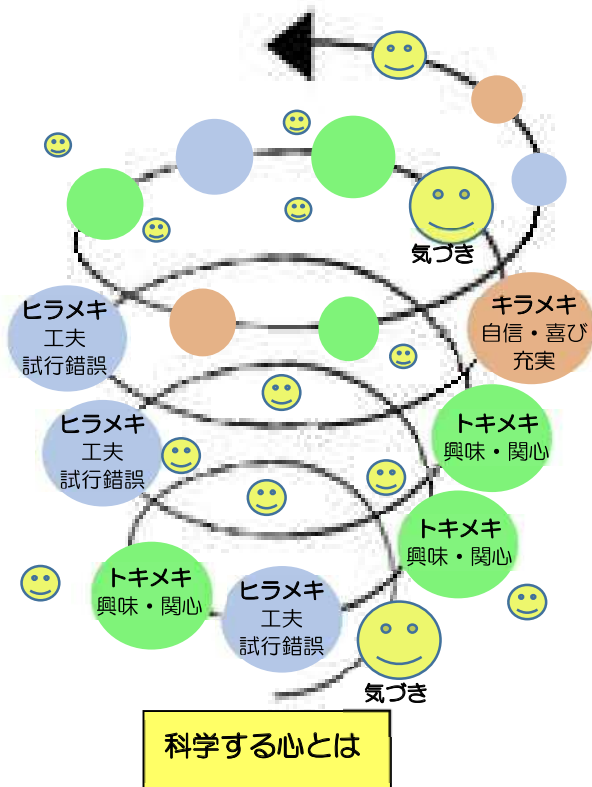 気づき
ヒラメキ
工夫
試行錯誤
キラメキ
自信・喜び
充実
ヒラメキ
工夫
試行錯誤
トキメキ
興味・関心
トキメキ
興味・関心
トキメキ
興味・関心
ヒラメキ
工夫
試行錯誤
気づき
科学する心とは